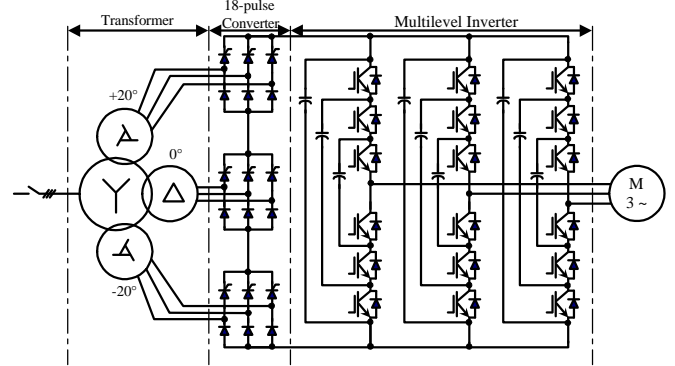 Transformer
18-pulse
Converter
Multilevel Inverter
+20°
0°
-20°
M
3 ~